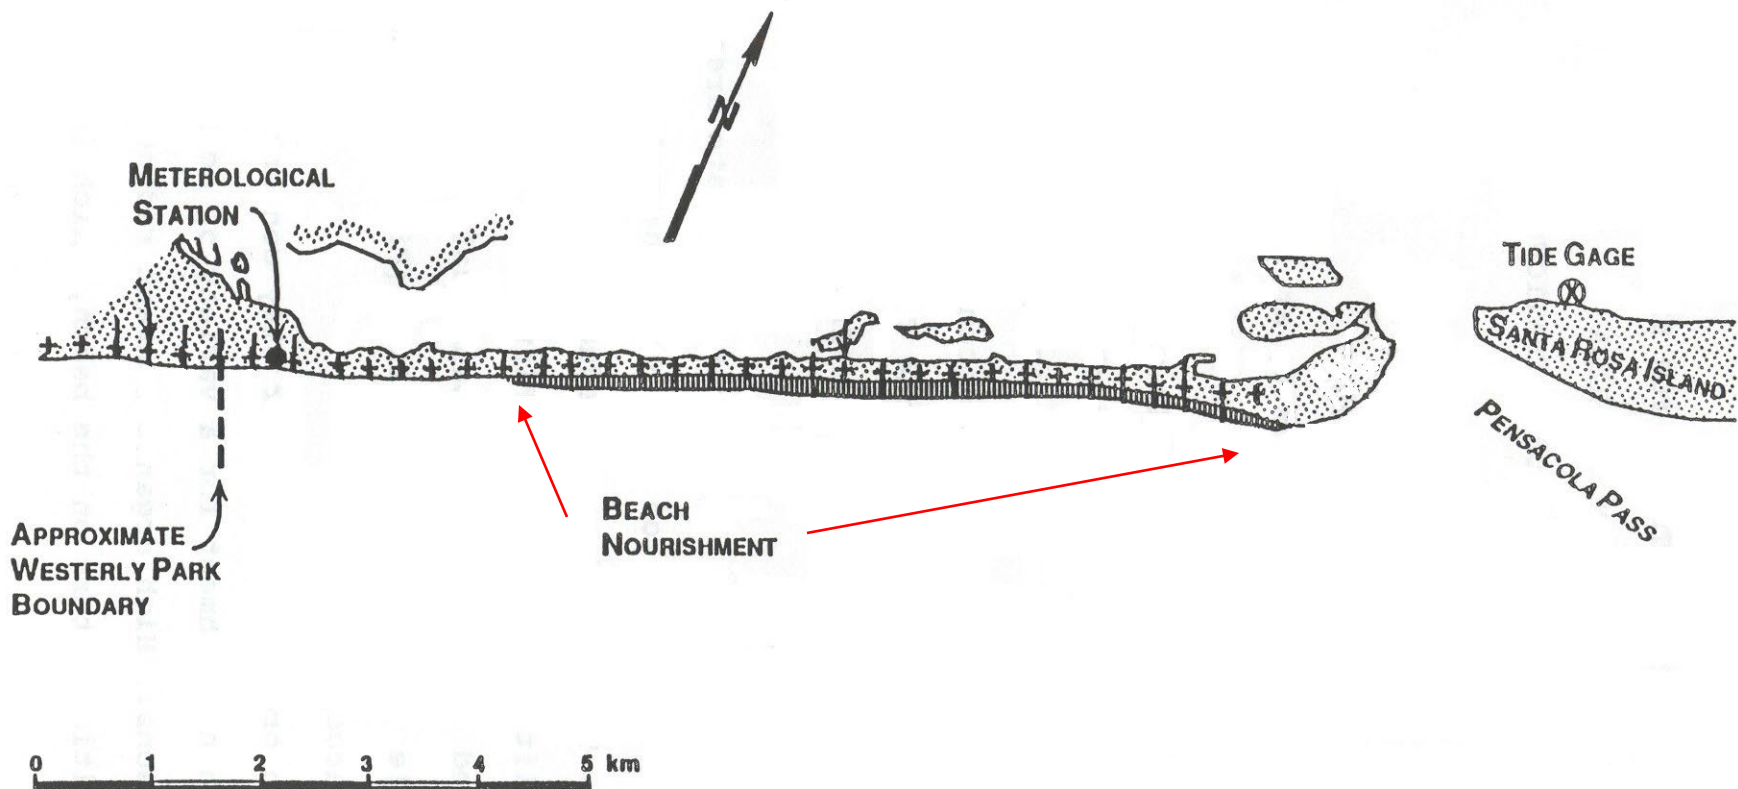 N
METEROLOGICAL
STATION
TIDE GAGE
SANTA ROSA ISLAND
PENSACOLA PASS
BEACH
NOURISHMENT
APPROXIMATE
WESTERLY PARK
BOUNDARY
0 1 2 3 4 5 km